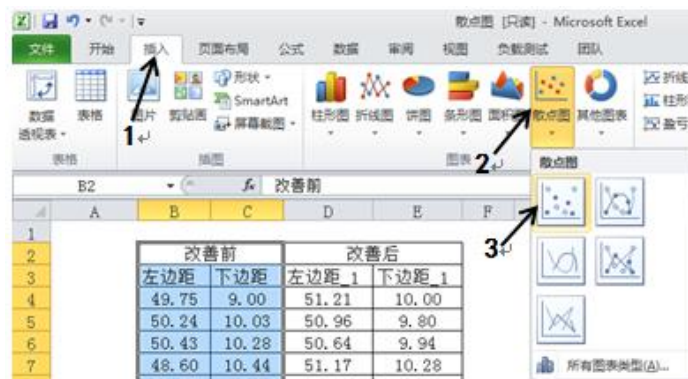 散点图 [只读] - Microsoft Excel
文件 开始 插入 页面布局 公式 数据 审阅 视图 负载测试 团队
数据透视表 表格 图片 剪贴画 形状 SmartArt 屏幕截图 柱形图 折线图 饼图 条形图 面积图 散点图 其他图表 折线 柱形 盈亏
1 2
表格 插图 图表 散点图
B2 fx 改善前
A B C D E F
3
1
2 改善前 改善后
3 左边距 下边距 左边距_1 下边距_1
4 49.75 9.00 51.21 10.00
5 50.24 10.03 50.96 9.80
6 50.43 10.28 50.64 9.94
7 48.60 10.44 51.17 10.28
所有图表类型(A)...